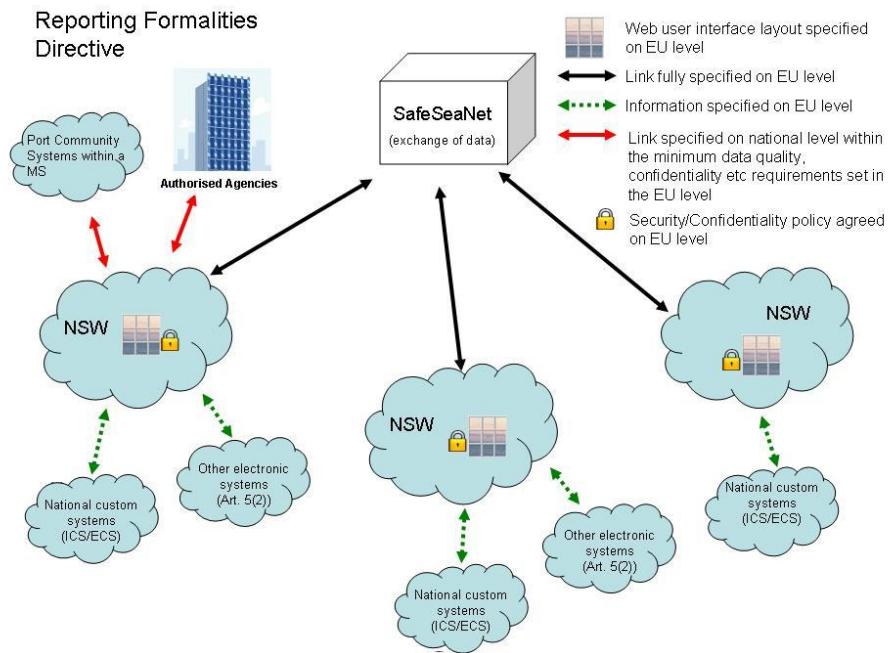 Reporting Formalities
Directive
Web user interface layout specified
on EU level
Link fully specified on EU level
Information specified on EU level
Link specified on national level within
the minimum data quality,
confidentiality etc requirements set in
the EU level
Security/Confidentiality policy agreed
on EU level
SafeSeaNet
(exchange of data)
Port Community
Systems within a
MS
Authorised Agencies
NSW
NSW
NSW
National custom
systems
(ICS/ECS)
Other electronic
systems
(Art. 5(2))
National custom
systems
(ICS/ECS)
Other electronic
systems
(Art. 5(2))
National custom
systems
(ICS/ECS)